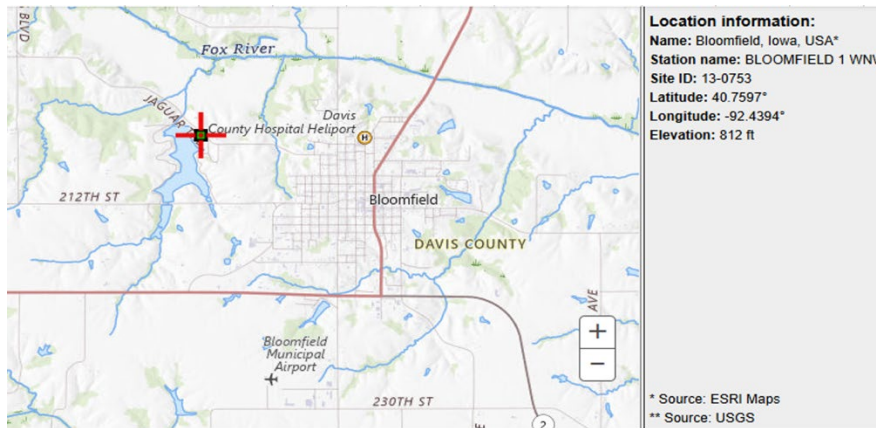 BLVD
Fox River
JAGUAR
Davis
County Hospital Heliport
H
212TH ST
Bloomfield
DAVIS COUNTY
AVE
Bloomfield
Municipal
Airport
230TH ST
2
+
−
Location information:
Name: Bloomfield, Iowa, USA*
Station name: BLOOMFIELD 1 WNW
Site ID: 13-0753
Latitude: 40.7597°
Longitude: -92.4394°
Elevation: 812 ft
* Source: ESRI Maps
** Source: USGS